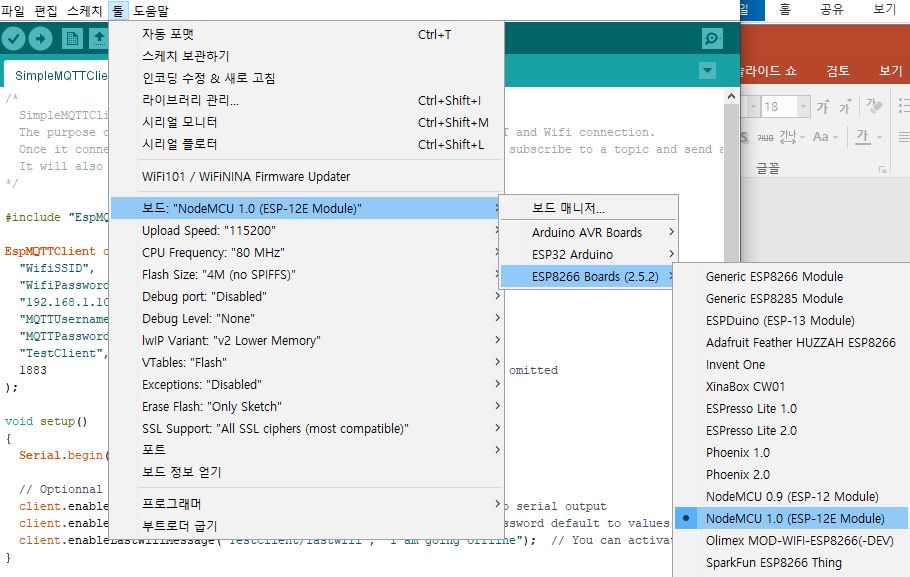 파일 편집 스케치 툴 도움말
홈 공유 보기
SimpleMQTTClie
슬라이드 쇼 검토 보기
18
가 가 가
S 가나 Aa 가
글꼴
자동 포맷 Ctrl+T
스케치 보관하기
인코딩 수정 & 새로 고침
라이브러리 관리... Ctrl+Shift+I
시리얼 모니터 Ctrl+Shift+M
시리얼 플로터 Ctrl+Shift+L
WiFi101 / WiFiNINA Firmware Updater
보드: "NodeMCU 1.0 (ESP-12E Module)"
Upload Speed: "115200"
CPU Frequency: "80 MHz"
Flash Size: "4M (no SPIFFS)"
Debug port: "Disabled"
Debug Level: "None"
lwIP Variant: "v2 Lower Memory"
VTables: "Flash"
Exceptions: "Disabled"
Erase Flash: "Only Sketch"
SSL Support: "All SSL ciphers (most compatible)"
포트
보드 정보 얻기
프로그래머
부트로더 굽기
보드 매니저...
Arduino AVR Boards
ESP32 Arduino
ESP8266 Boards (2.5.2)
Generic ESP8266 Module
Generic ESP8285 Module
ESPDuino (ESP-13 Module)
Adafruit Feather HUZZAH ESP8266
Invent One
XinaBox CW01
ESPresso Lite 1.0
ESPresso Lite 2.0
Phoenix 1.0
Phoenix 2.0
NodeMCU 0.9 (ESP-12 Module)
NodeMCU 1.0 (ESP-12E Module)
Olimex MOD-WIFI-ESP8266(-DEV)
SparkFun ESP8266 Thing
/*
SimpleMQTTCli
The purpose o T and Wifi connection.
Once it conne subscribe to a topic and send a
It will also
*/
#include "EspMQ
EspMQTTClient c
"WifiSSID",
"WifiPassword
"192.168.1.10
"MQTTUsername
"MQTTPassword
"TestClient",
1883 omitted
);
void setup()
{
Serial.begin(
// Optionnal o serial output
client.enable ssword default to values
client.enable
client.enableLastWillMessage("TestClient/lastwill", "I am going offline"); // You can activat
}